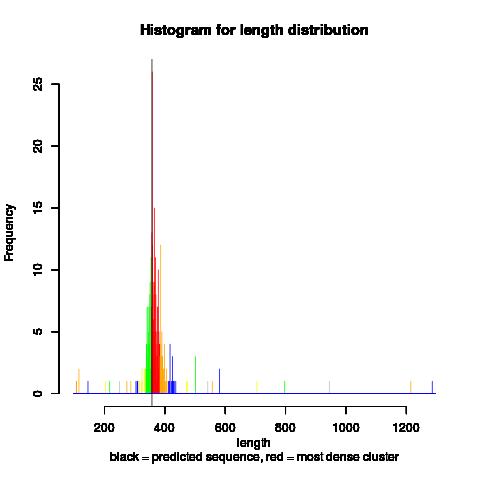 Histogram for length distribution
Frequency
25
20
15
10
5
0
200 400 600 800 1000 1200
length
black = predicted sequence, red = most dense cluster